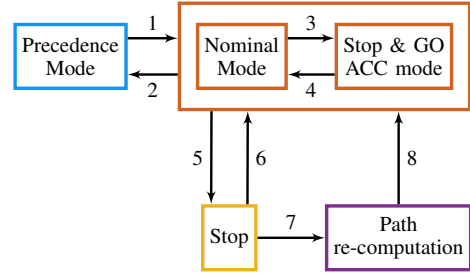 1
Precedence
Mode
2
Nominal
Mode
3
Stop & GO
ACC mode
4
5
6
8
Stop
7
Path
re-computation